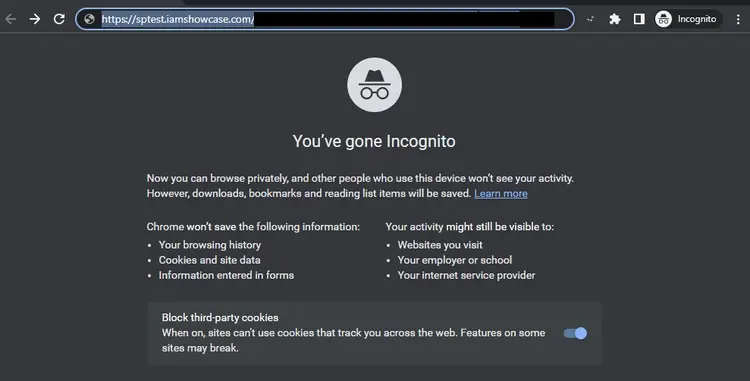 https://sptest.iamshowcase.com/
Incognito
You've gone Incognito
Now you can browse privately, and other people who use this device won't see your activity.
However, downloads, bookmarks and reading list items will be saved. Learn more
Chrome won't save the following information:
• Your browsing history
• Cookies and site data
• Information entered in forms
Your activity might still be visible to:
• Websites you visit
• Your employer or school
• Your internet service provider
Block third-party cookies
When on, sites can't use cookies that track you across the web. Features on some
sites may break.